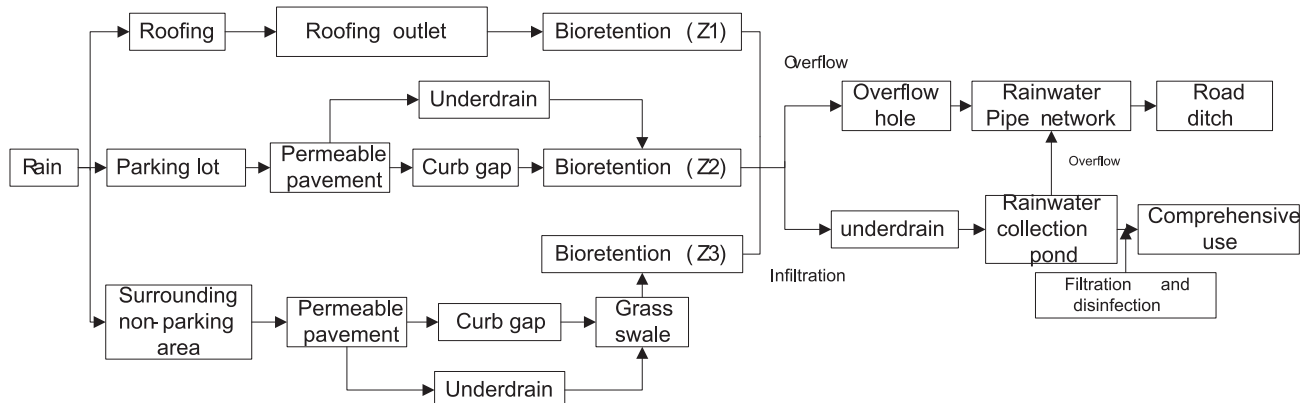 Roofing
Roofing outlet
Bioretention (Z1)
Overflow
Underdrain
Overflow
hole
Rainwater
Pipe network
Road
ditch
Rain
Parking lot
Permeable
pavement
Curb gap
Bioretention (Z2)
Overflow
underdrain
Rainwater
collection
pond
Comprehensive
use
Bioretention (Z3)
Infiltration
Filtration and
disinfection
Surrounding
non-parking
area
Permeable
pavement
Curb gap
Grass
swale
Underdrain